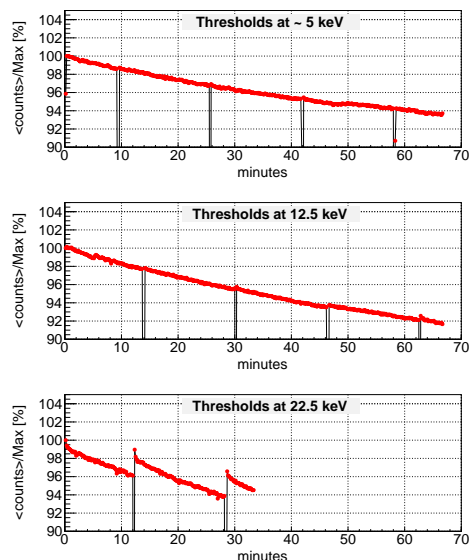 Thresholds at ~ 5 keV
<counts>/Max [%]
104
102
100
98
96
94
92
90
0 10 20 30 40 50 60 70
minutes
Thresholds at 12.5 keV
<counts>/Max [%]
104
102
100
98
96
94
92
90
0 10 20 30 40 50 60 70
minutes
Thresholds at 22.5 keV
<counts>/Max [%]
104
102
100
98
96
94
92
90
0 10 20 30 40 50 60 70
minutes